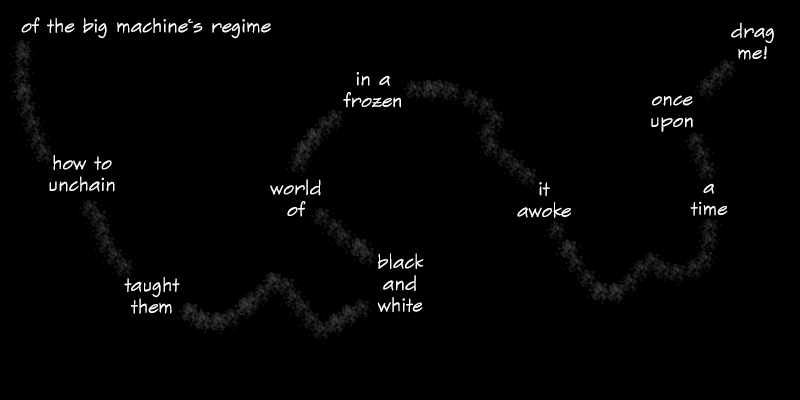 drag
me!
once
upon
a
time
it
awoke
in a
frozen
world
of
black
and
white
taught
them
how to
unchain
of the big machine‘s regime